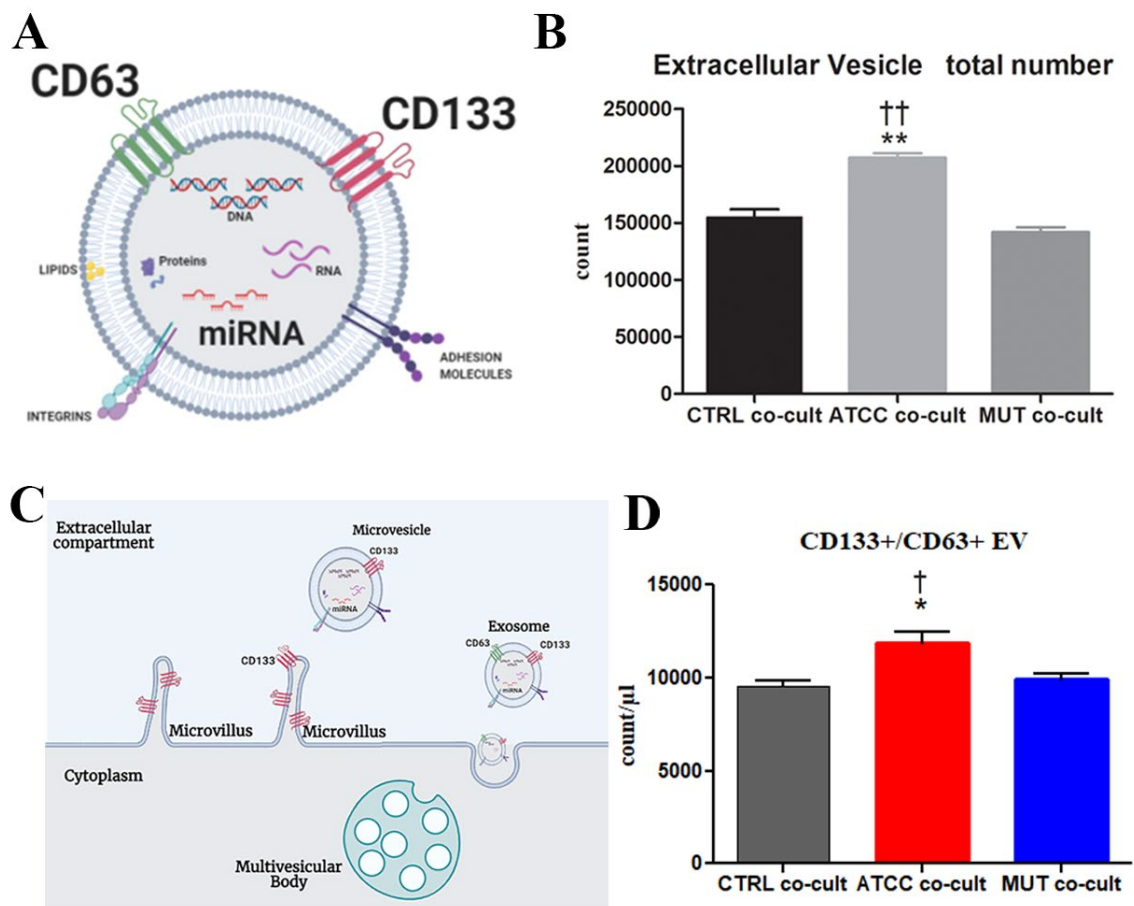 A
CD63
CD133
DNA
LIPIDS
Proteins
RNA
miRNA
ADHESION
MOLECULES
INTEGRINS
B
Extracellular Vesicle total number
250000
200000
150000
100000
50000
0
count
††
**
CTRL co-cult ATCC co-cult MUT co-cult
C
Extracellular
compartment
Microvesicle
CD133
miRNA
Exosome
CD63
CD133
miRNA
CD133
Microvillus
Microvillus
Cytoplasm
Multivesicular
Body
D
CD133+/CD63+ EV
15000
10000
5000
0
count/µl
†
*
CTRL co-cult ATCC co-cult MUT co-cult